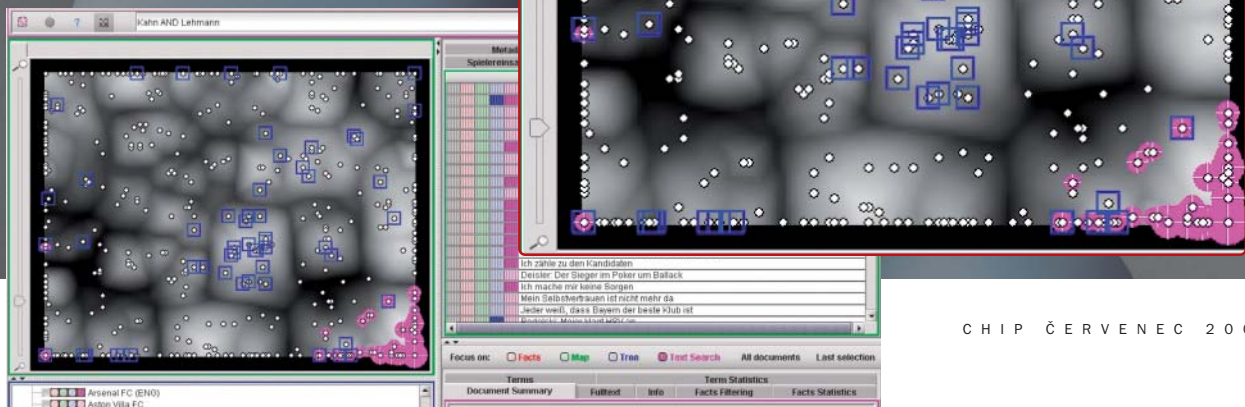 Kahn AND Lehmann
Ich zähle zu den Kandidaten
Deisler: Der Sieger im Poker um Ballack
Ich mache mir keine Sorgen
Mein Selbstvertrauen ist nicht mehr da
Jeder weiß, dass Bayern der beste Klub ist
Focus on: Facts Map Tree Text Search All documents Last selection
Terms Term Statistics
Document Summary Fulltext Info Facts Filtering Facts Statistics
Arsenal FC (ENG)
Aston Villa FC
CHIP ČERVENEC